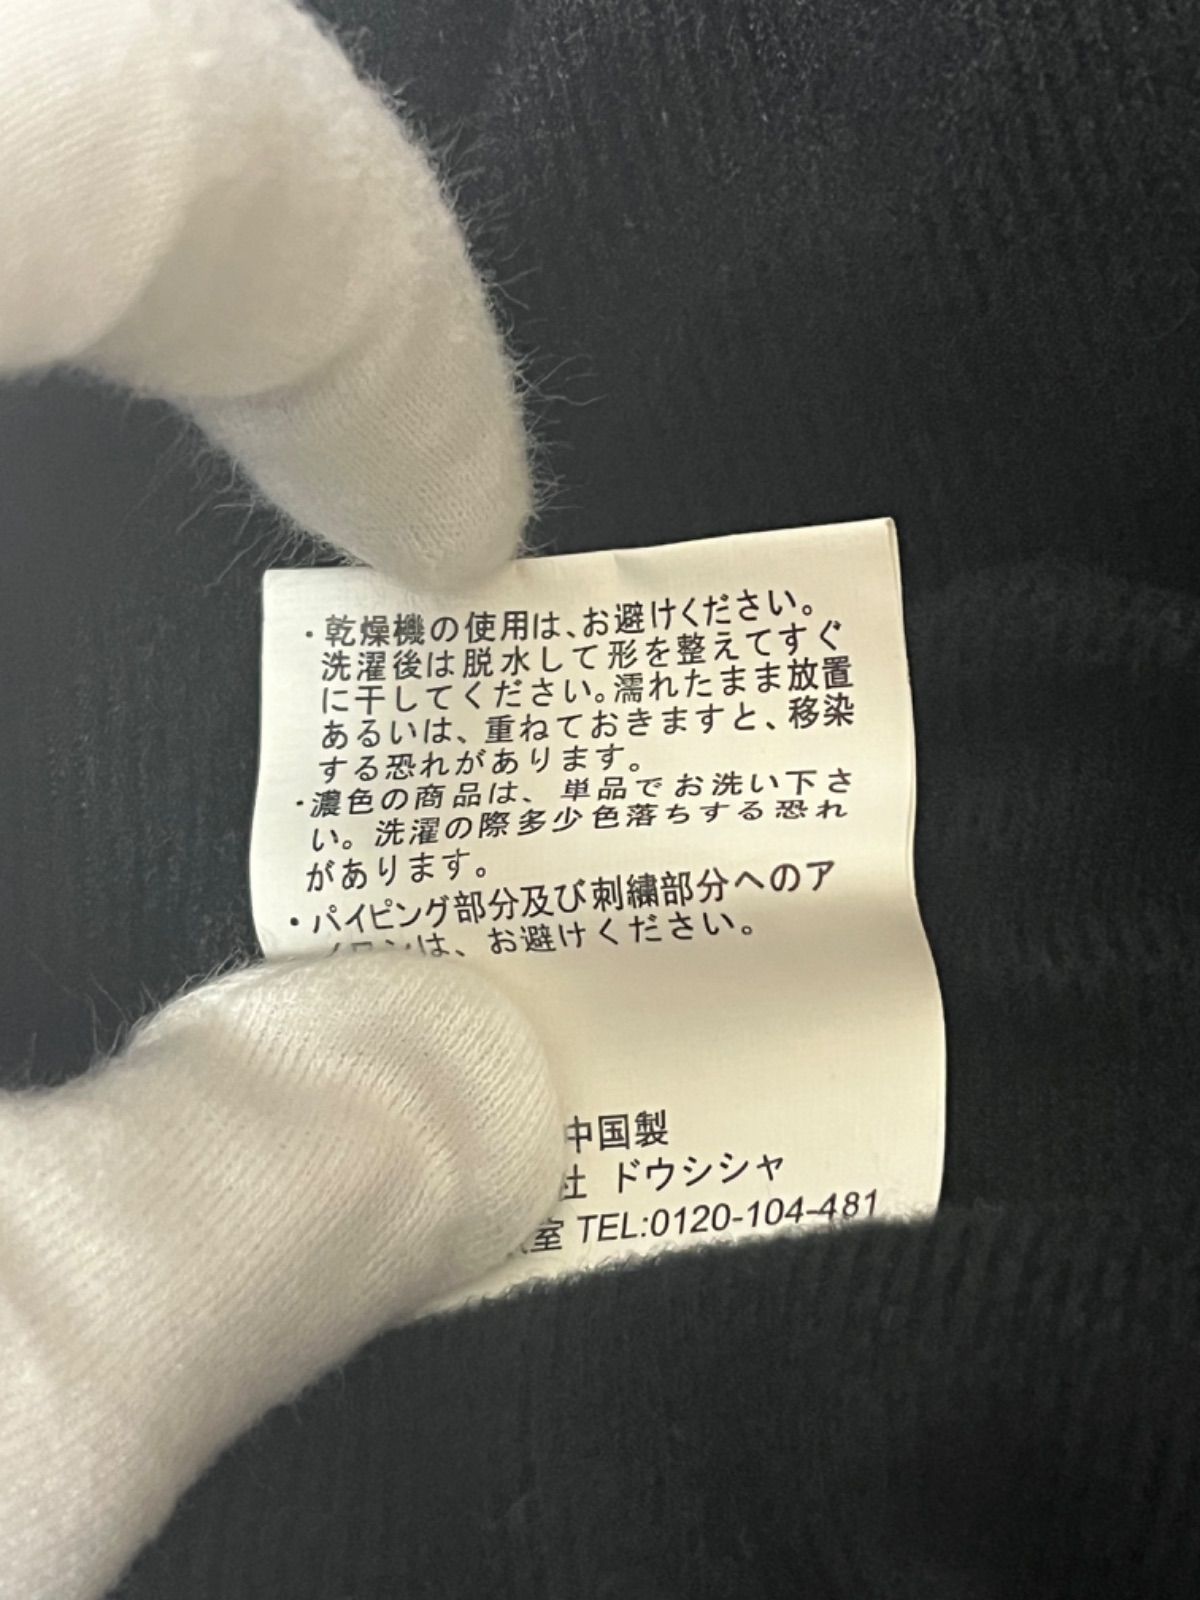 ・乾燥機の使用は、お避けください。
洗濯後は脱水して形を整えてすぐ
に干してください。濡れたまま放置
あるいは、重ねておきますと、移染
する恐れがあります。
・濃色の商品は、単品でお洗い下さ
い。洗濯の際多少色落ちする恐れ
があります。
・パイピング部分及び刺繍部分へのア
イロンは、お避けください。
中国製
社 ドウシシャ
室 TEL:0120-104-481